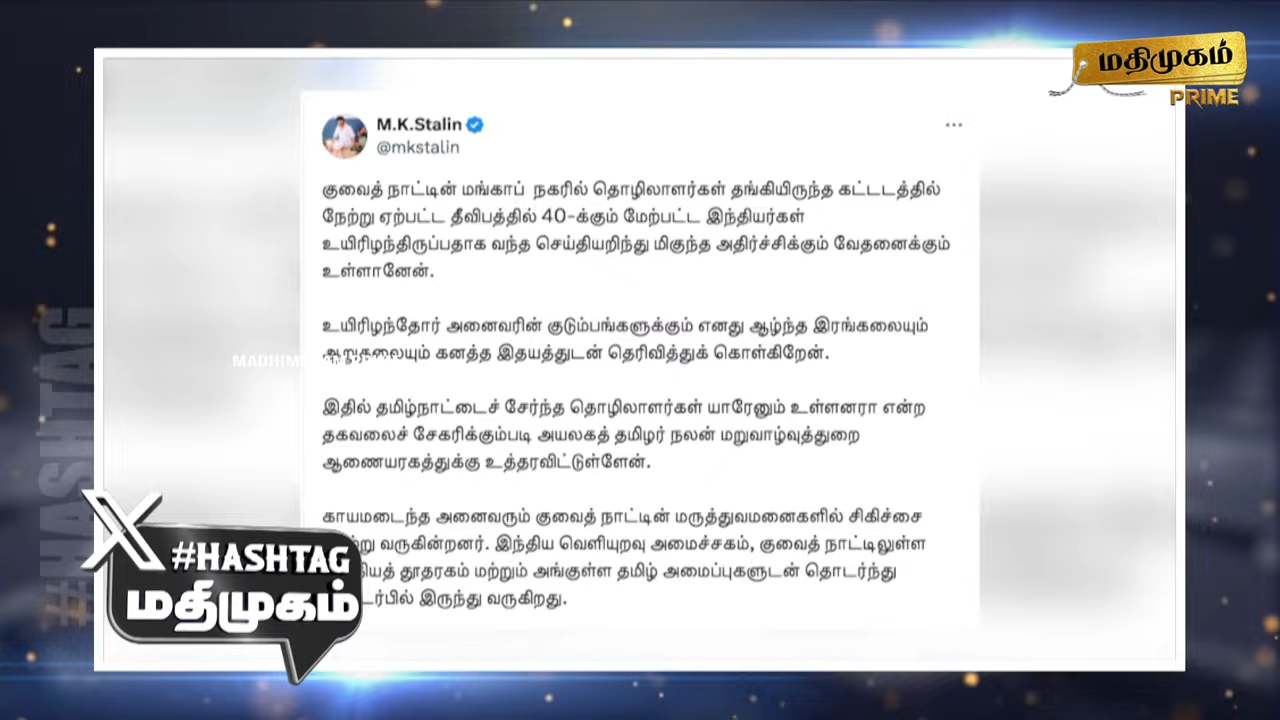 மதிமுகம்
PRIME
M.K.Stalin
@mkstalin
குவைத் நாட்டின் மங்காப் நகரில் தொழிலாளர்கள் தங்கியிருந்த கட்டடத்தில்
நேற்று ஏற்பட்ட தீவிபத்தில் 40-க்கும் மேற்பட்ட இந்தியர்கள்
உயிரிழந்திருப்பதாக வந்த செய்தியறிந்து மிகுந்த அதிர்ச்சிக்கும் வேதனைக்கும்
உள்ளானேன்.
உயிரிழந்தோர் அனைவரின் குடும்பங்களுக்கும் எனது ஆழ்ந்த இரங்கலையும்
ஆறுதலையும் கனத்த இதயத்துடன் தெரிவித்துக் கொள்கிறேன்.
இதில் தமிழ்நாட்டைச் சேர்ந்த தொழிலாளர்கள் யாரேனும் உள்ளனரா என்ற
தகவலைச் சேகரிக்கும்படி அயலகத் தமிழர் நலன் மறுவாழ்வுத்துறை
ஆணையரகத்துக்கு உத்தரவிட்டுள்ளேன்.
காயமடைந்த அனைவரும் குவைத் நாட்டின் மருத்துவமனைகளில் சிகிச்சை
வருகின்றனர். இந்திய வெளியுறவு அமைச்சகம், குவைத் நாட்டிலுள்ள
தூதரகம் மற்றும் அங்குள்ள தமிழ் அமைப்புகளுடன் தொடர்ந்து
இருந்து வருகிறது.
#HASHTAG
X #HASHTAG
மதிமுகம்